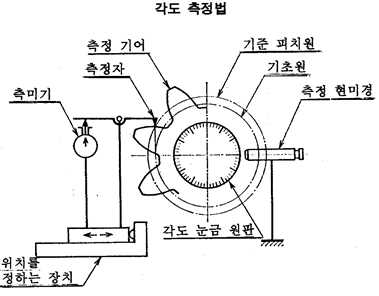 각도 측정법
측정 기어
기준 피치원
측정자
기초원
측미기
측정 현미경
각도 눈금 원판
위치를
정하는 장치